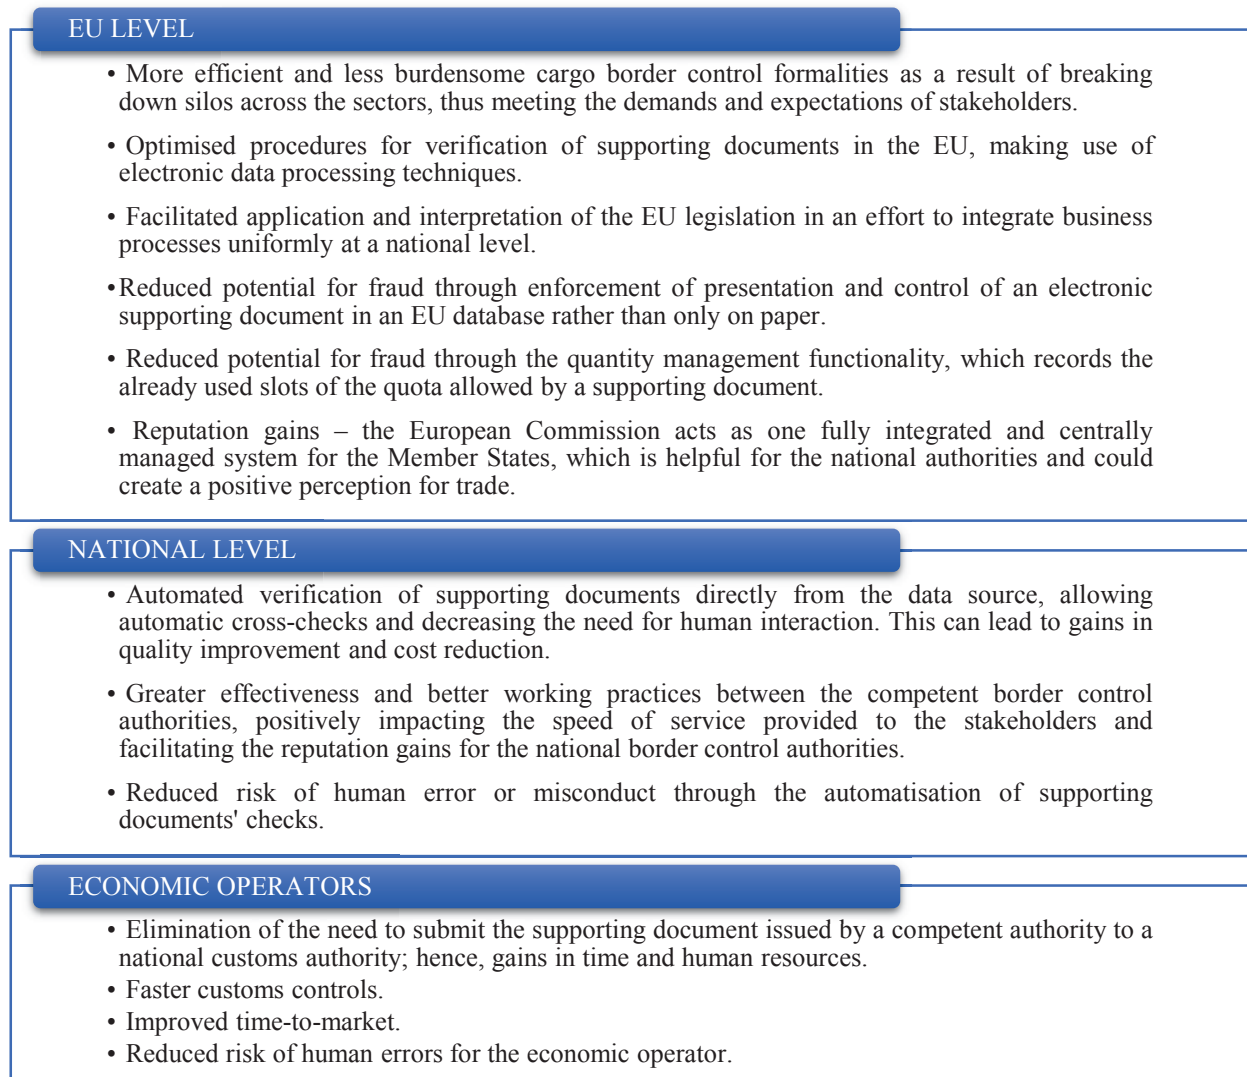 EU LEVEL
• More efficient and less burdensome cargo border control formalities as a result of breaking
down silos across the sectors, thus meeting the demands and expectations of stakeholders.
• Optimised procedures for verification of supporting documents in the EU, making use of
electronic data processing techniques.
• Facilitated application and interpretation of the EU legislation in an effort to integrate business
processes uniformly at a national level.
•Reduced potential for fraud through enforcement of presentation and control of an electronic
supporting document in an EU database rather than only on paper.
• Reduced potential for fraud through the quantity management functionality, which records the
already used slots of the quota allowed by a supporting document.
• Reputation gains – the European Commission acts as one fully integrated and centrally
managed system for the Member States, which is helpful for the national authorities and could
create a positive perception for trade.
NATIONAL LEVEL
• Automated verification of supporting documents directly from the data source, allowing
automatic cross-checks and decreasing the need for human interaction. This can lead to gains in
quality improvement and cost reduction.
• Greater effectiveness and better working practices between the competent border control
authorities, positively impacting the speed of service provided to the stakeholders and
facilitating the reputation gains for the national border control authorities.
• Reduced risk of human error or misconduct through the automatisation of supporting
documents' checks.
ECONOMIC OPERATORS
• Elimination of the need to submit the supporting document issued by a competent authority to a
national customs authority; hence, gains in time and human resources.
• Faster customs controls.
• Improved time-to-market.
• Reduced risk of human errors for the economic operator.